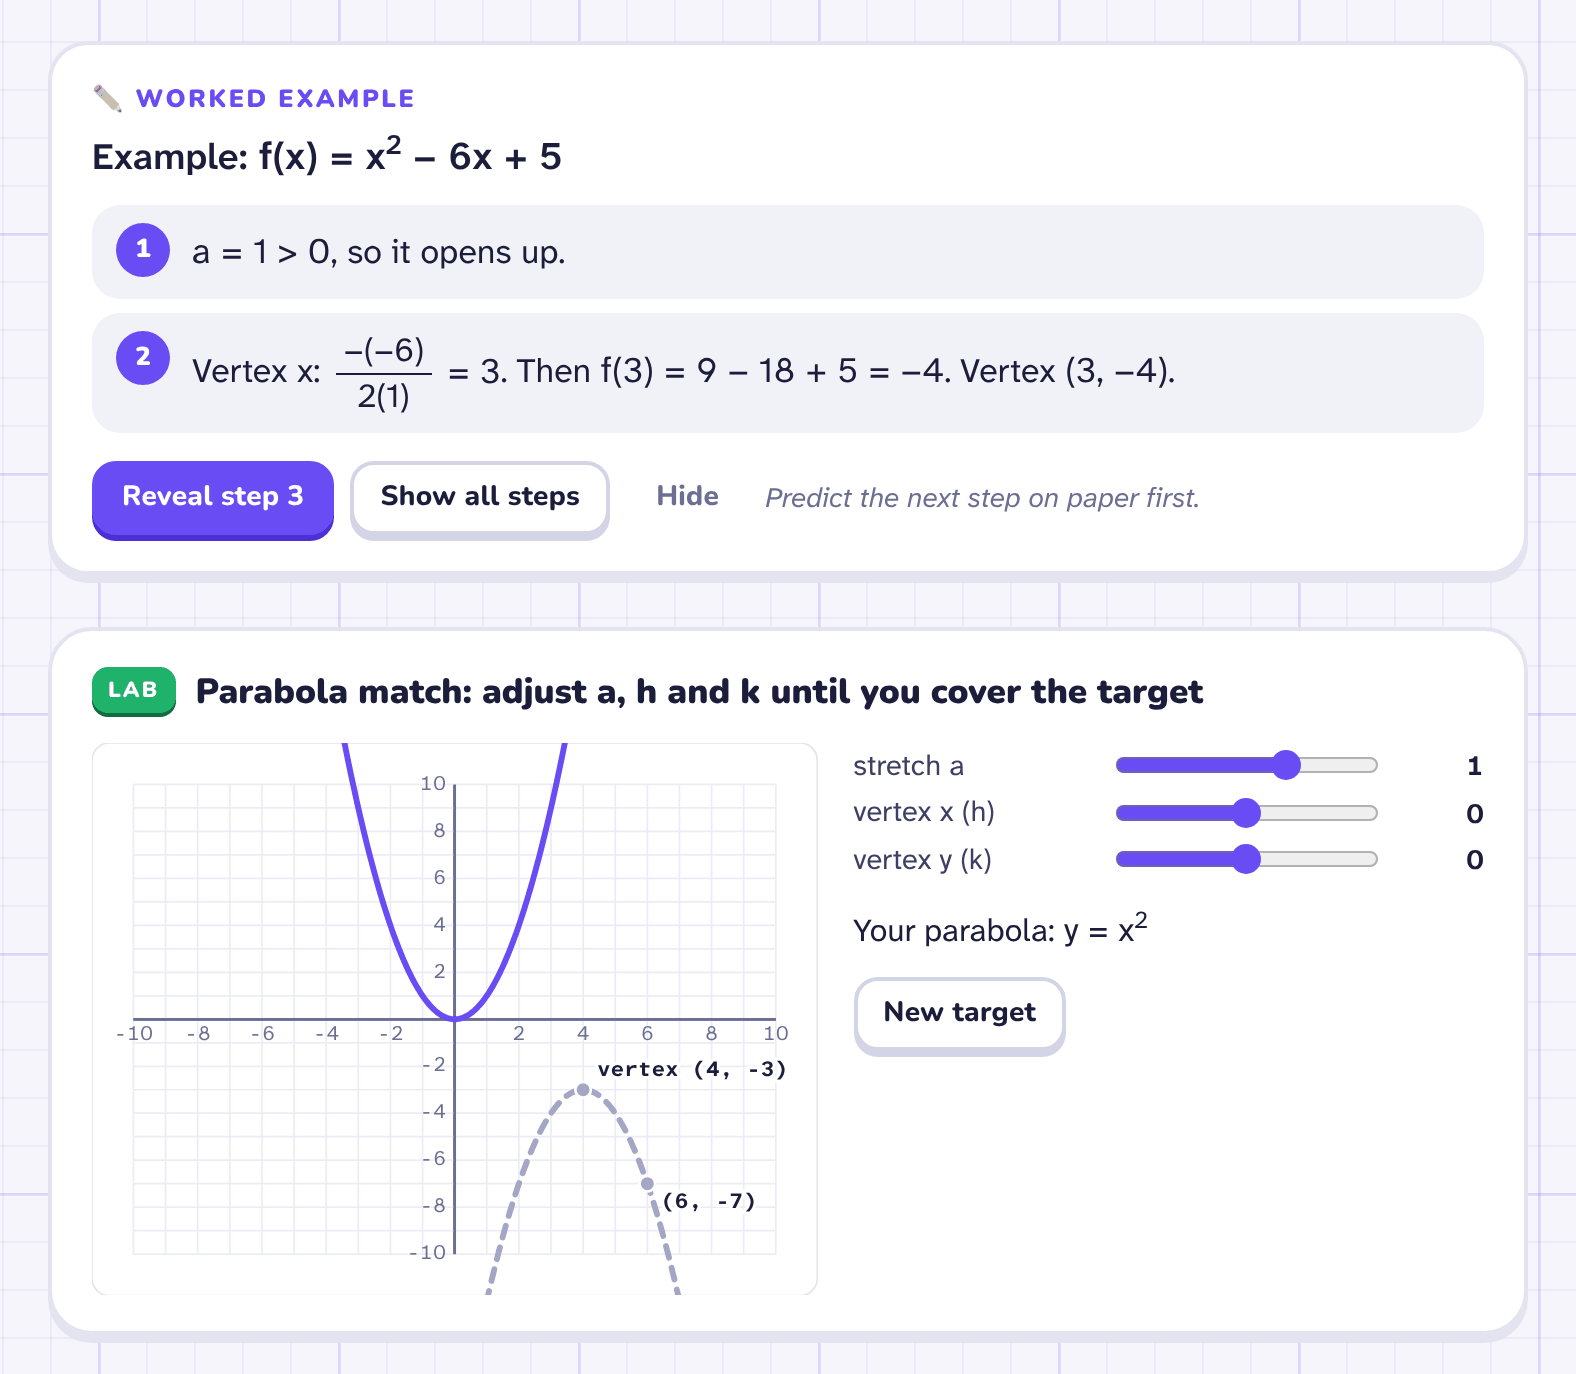 WORKED EXAMPLE
Example: f(x) = x² − 6x + 5
1 a = 1 > 0, so it opens up.
2 Vertex x: −(−6)/2(1) = 3. Then f(3) = 9 − 18 + 5 = −4. Vertex (3, −4).
Reveal step 3 Show all steps Hide Predict the next step on paper first.
LAB Parabola match: adjust a, h and k until you cover the target
10
8
6
4
2
-10 -8 -6 -4 -2 2 4 6 8 10
-2
vertex (4, -3)
-4
-6
-8
(6, -7)
-10
stretch a 1
vertex x (h) 0
vertex y (k) 0
Your parabola: y = x²
New target